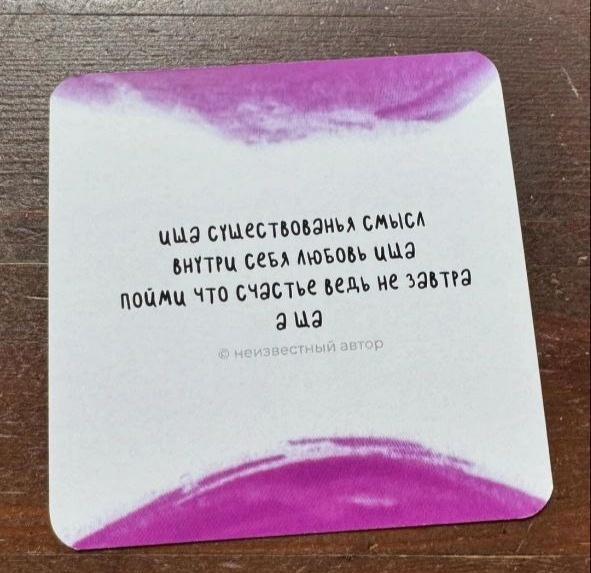 ища существованья смысл
внутри себя любовь ища
пойми что счастье ведь не завтра
а ща
© неизвестный автор